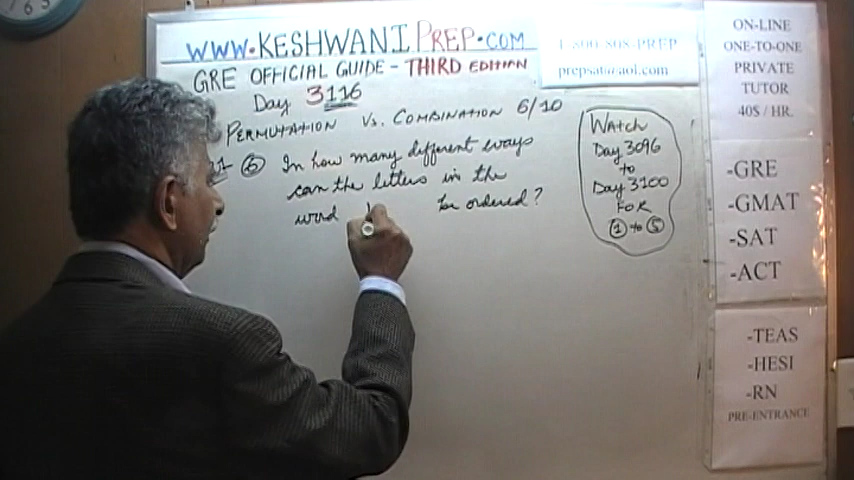 WWW.KESHWANIPREP.COM
GRE OFFICIAL GUIDE - THIRD EDITION
Day 3116
PERMUTATION Vs. COMBINATION 6/10
⑥ In how many different ways
can the letters in the
word be ordered?
WATCH
Day 3096
to
Day 3100
FOR
① to ⑤
1-800-808-PREP
prepsat@aol.com
ON-LINE
ONE-TO-ONE
PRIVATE
TUTOR
40$ / HR.
-GRE
-GMAT
-SAT
-ACT
-TEAS
-HESI
-RN
PRE-ENTRANCE